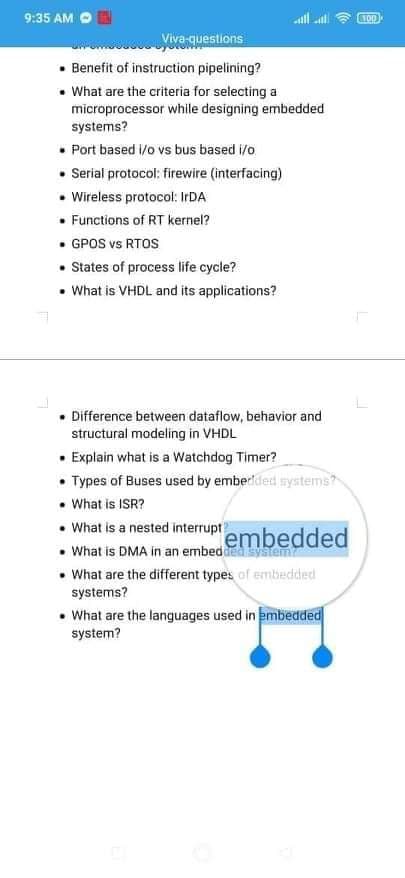 9:35 AM
100
Viva-questions
• Benefit of instruction pipelining?
• What are the criteria for selecting a
microprocessor while designing embedded
systems?
• Port based i/o vs bus based i/o
• Serial protocol: firewire (interfacing)
• Wireless protocol: IrDA
• Functions of RT kernel?
• GPOS vs RTOS
• States of process life cycle?
• What is VHDL and its applications?
• Difference between dataflow, behavior and
structural modeling in VHDL
• Explain what is a Watchdog Timer?
• Types of Buses used by embedded systems?
• What is ISR?
• What is a nested interrupt?
embedded
• What is DMA in an embedded system?
• What are the different types of embedded
systems?
• What are the languages used in embedded
system?